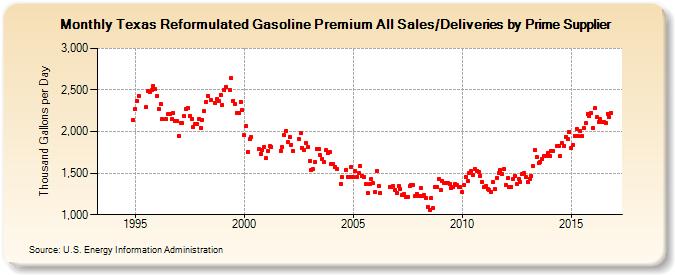 Monthly Texas Reformulated Gasoline Premium All Sales/Deliveries by Prime Supplier
Thousand Gallons per Day
3,000
2,500
2,000
1,500
1,000
1995 2000 2005 2010 2015
Source: U.S. Energy Information Administration